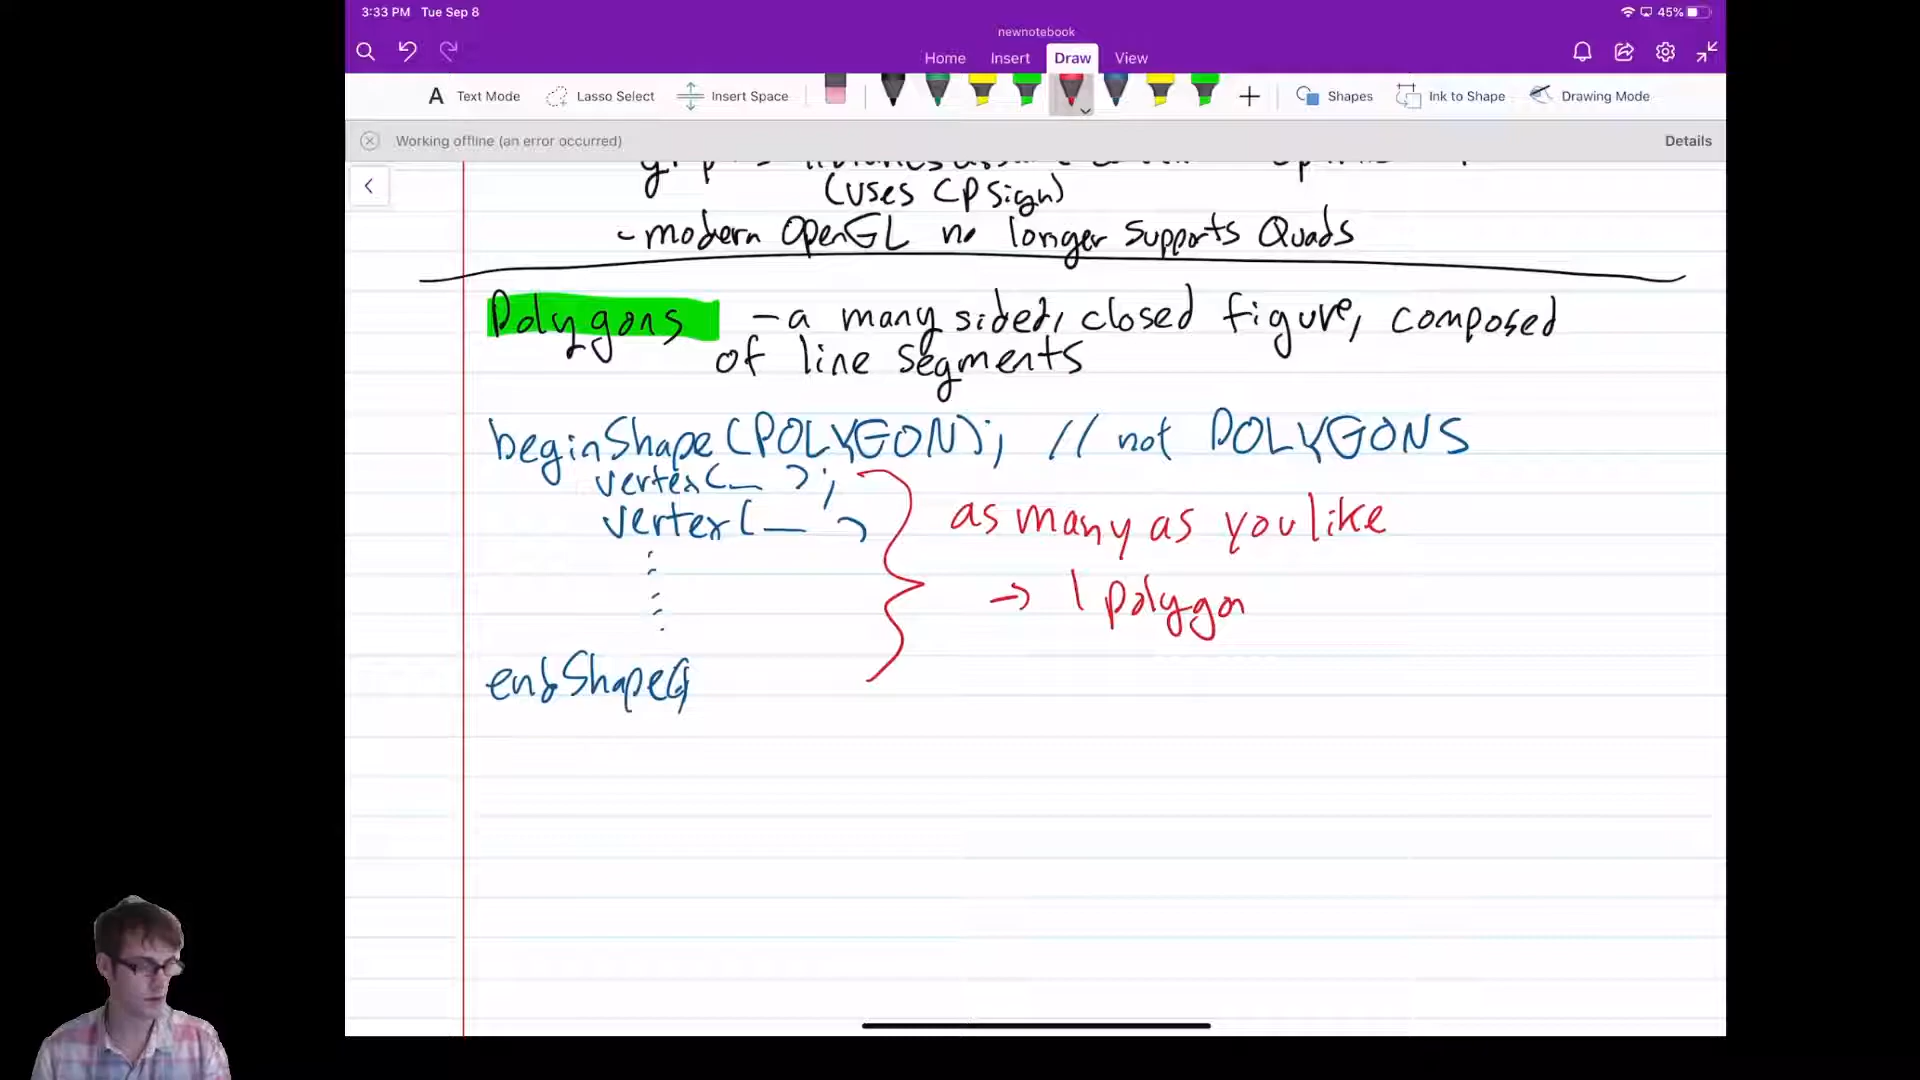 3:33 PM Tue Sep 8
45%
newnotebook
Home Insert Draw View
A Text Mode Lasso Select Insert Space Shapes Ink to Shape Drawing Mode
Working offline (an error occurred) Details
(uses CPsign)
- modern OpenGL no longer supports Quads
Polygons - a many sided, closed figure, composed
of line segments
beginShape(POLYGON); // not POLYGONS
vertex(_ );
vertex(_ )
as many as you like
→ 1 polygon
endShape();